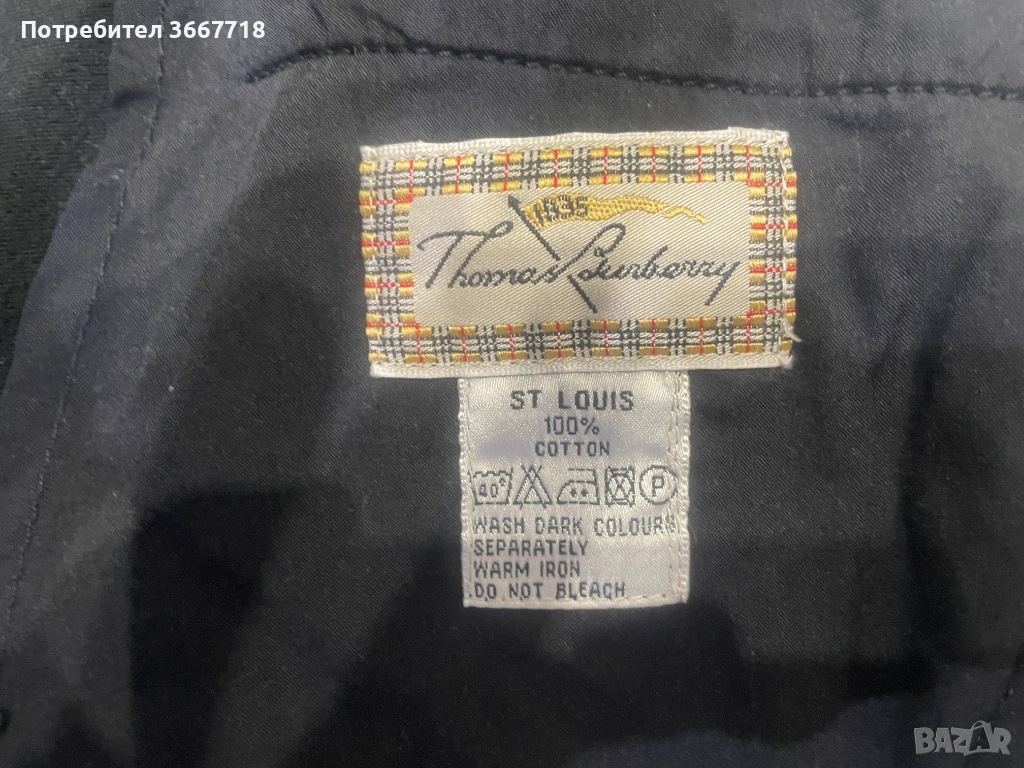 Потребител 3667718
1835
Thomas Burberry
ST LOUIS
100%
COTTON
40° P
WASH DARK COLOURS
SEPARATELY
WARM IRON
DO NOT BLEACH
BAZAR